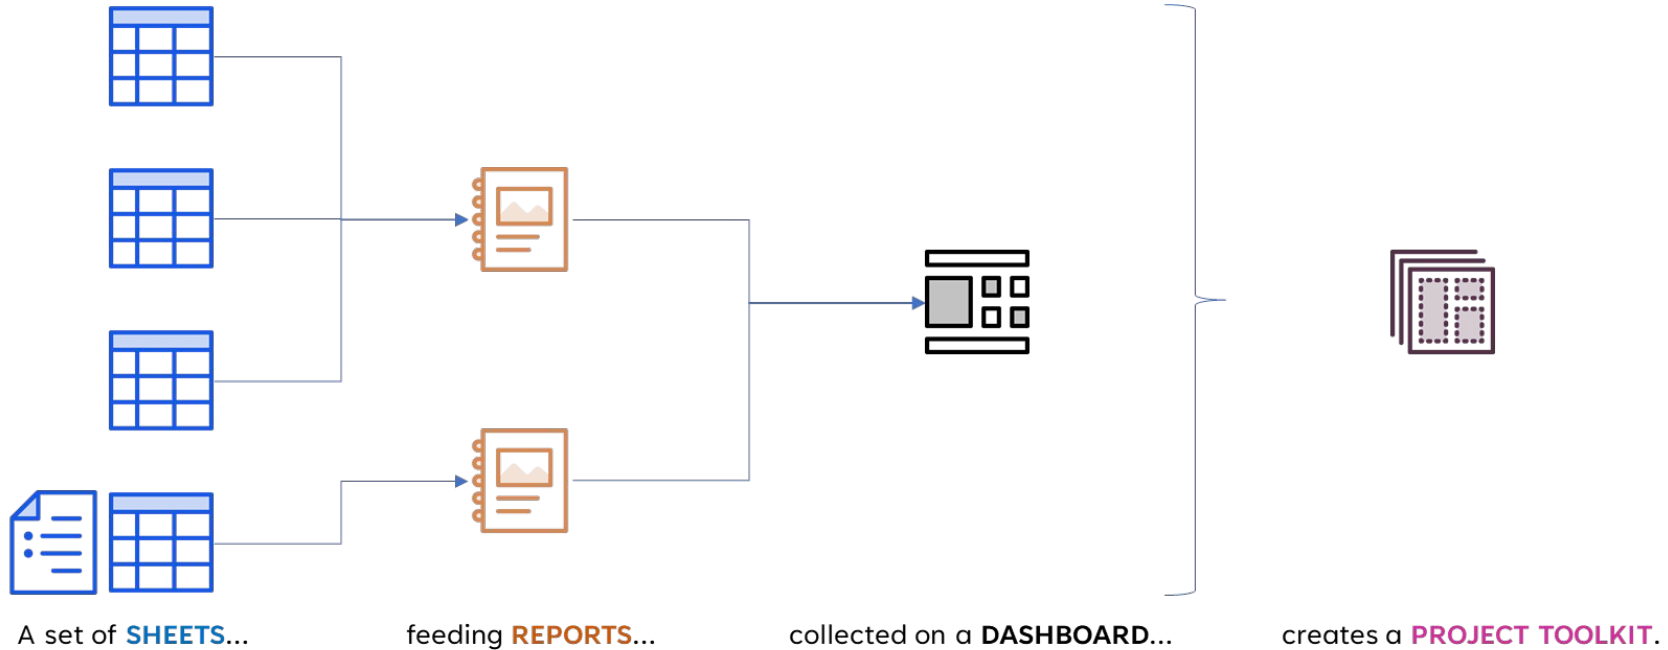 A set of SHEETS...
feeding REPORTS...
collected on a DASHBOARD...
creates a PROJECT TOOLKIT.